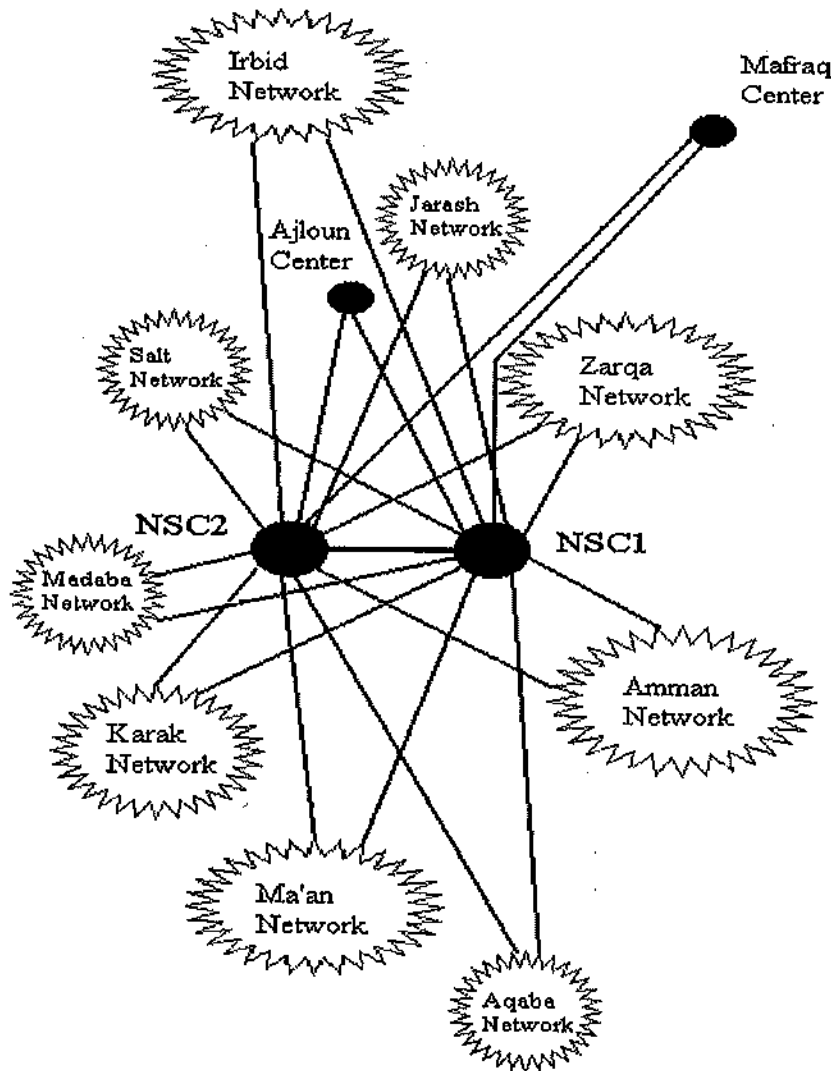 Irbid
Network
Mafraq
Center
Jarash
Network
Ajloun
Center
Salt
Network
Zarqa
Network
NSC2
NSC1
Madaba
Network
Amman
Network
Karak
Network
Ma'an
Network
Aqaba
Network